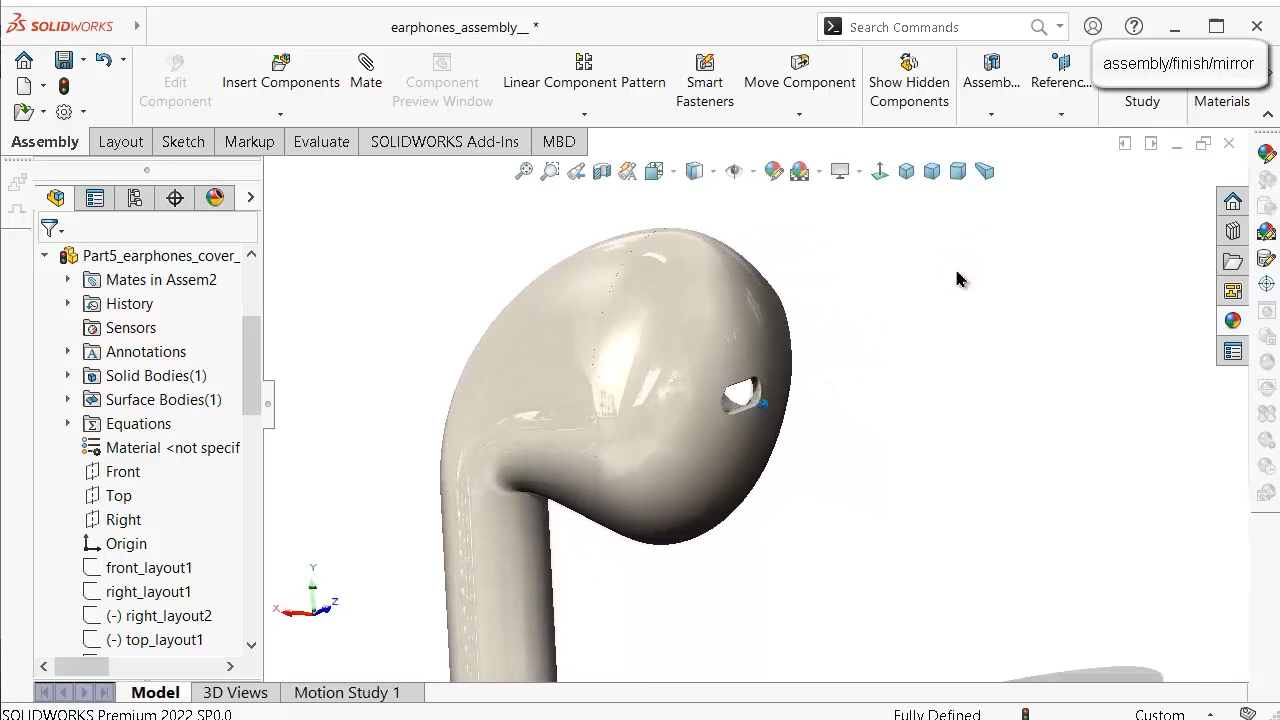 SOLIDWORKS
earphones_assembly__ *
Search Commands
assembly/finish/mirror
Edit
Component
Insert Components
Mate
Component
Preview Window
Linear Component Pattern
Smart
Fasteners
Move Component
Show Hidden
Components
Assemb...
Referenc...
Study
Materials
Assembly
Layout
Sketch
Markup
Evaluate
SOLIDWORKS Add-Ins
MBD
Part5_earphones_cover_
Mates in Assem2
History
Sensors
Annotations
Solid Bodies(1)
Surface Bodies(1)
Equations
Material <not specif
Front
Top
Right
Origin
front_layout1
right_layout1
(-) right_layout2
(-) top_layout1
Y
X
Z
Model
3D Views
Motion Study 1
SOLIDWORKS Premium 2022 SP0.0
Fully Defined
Custom